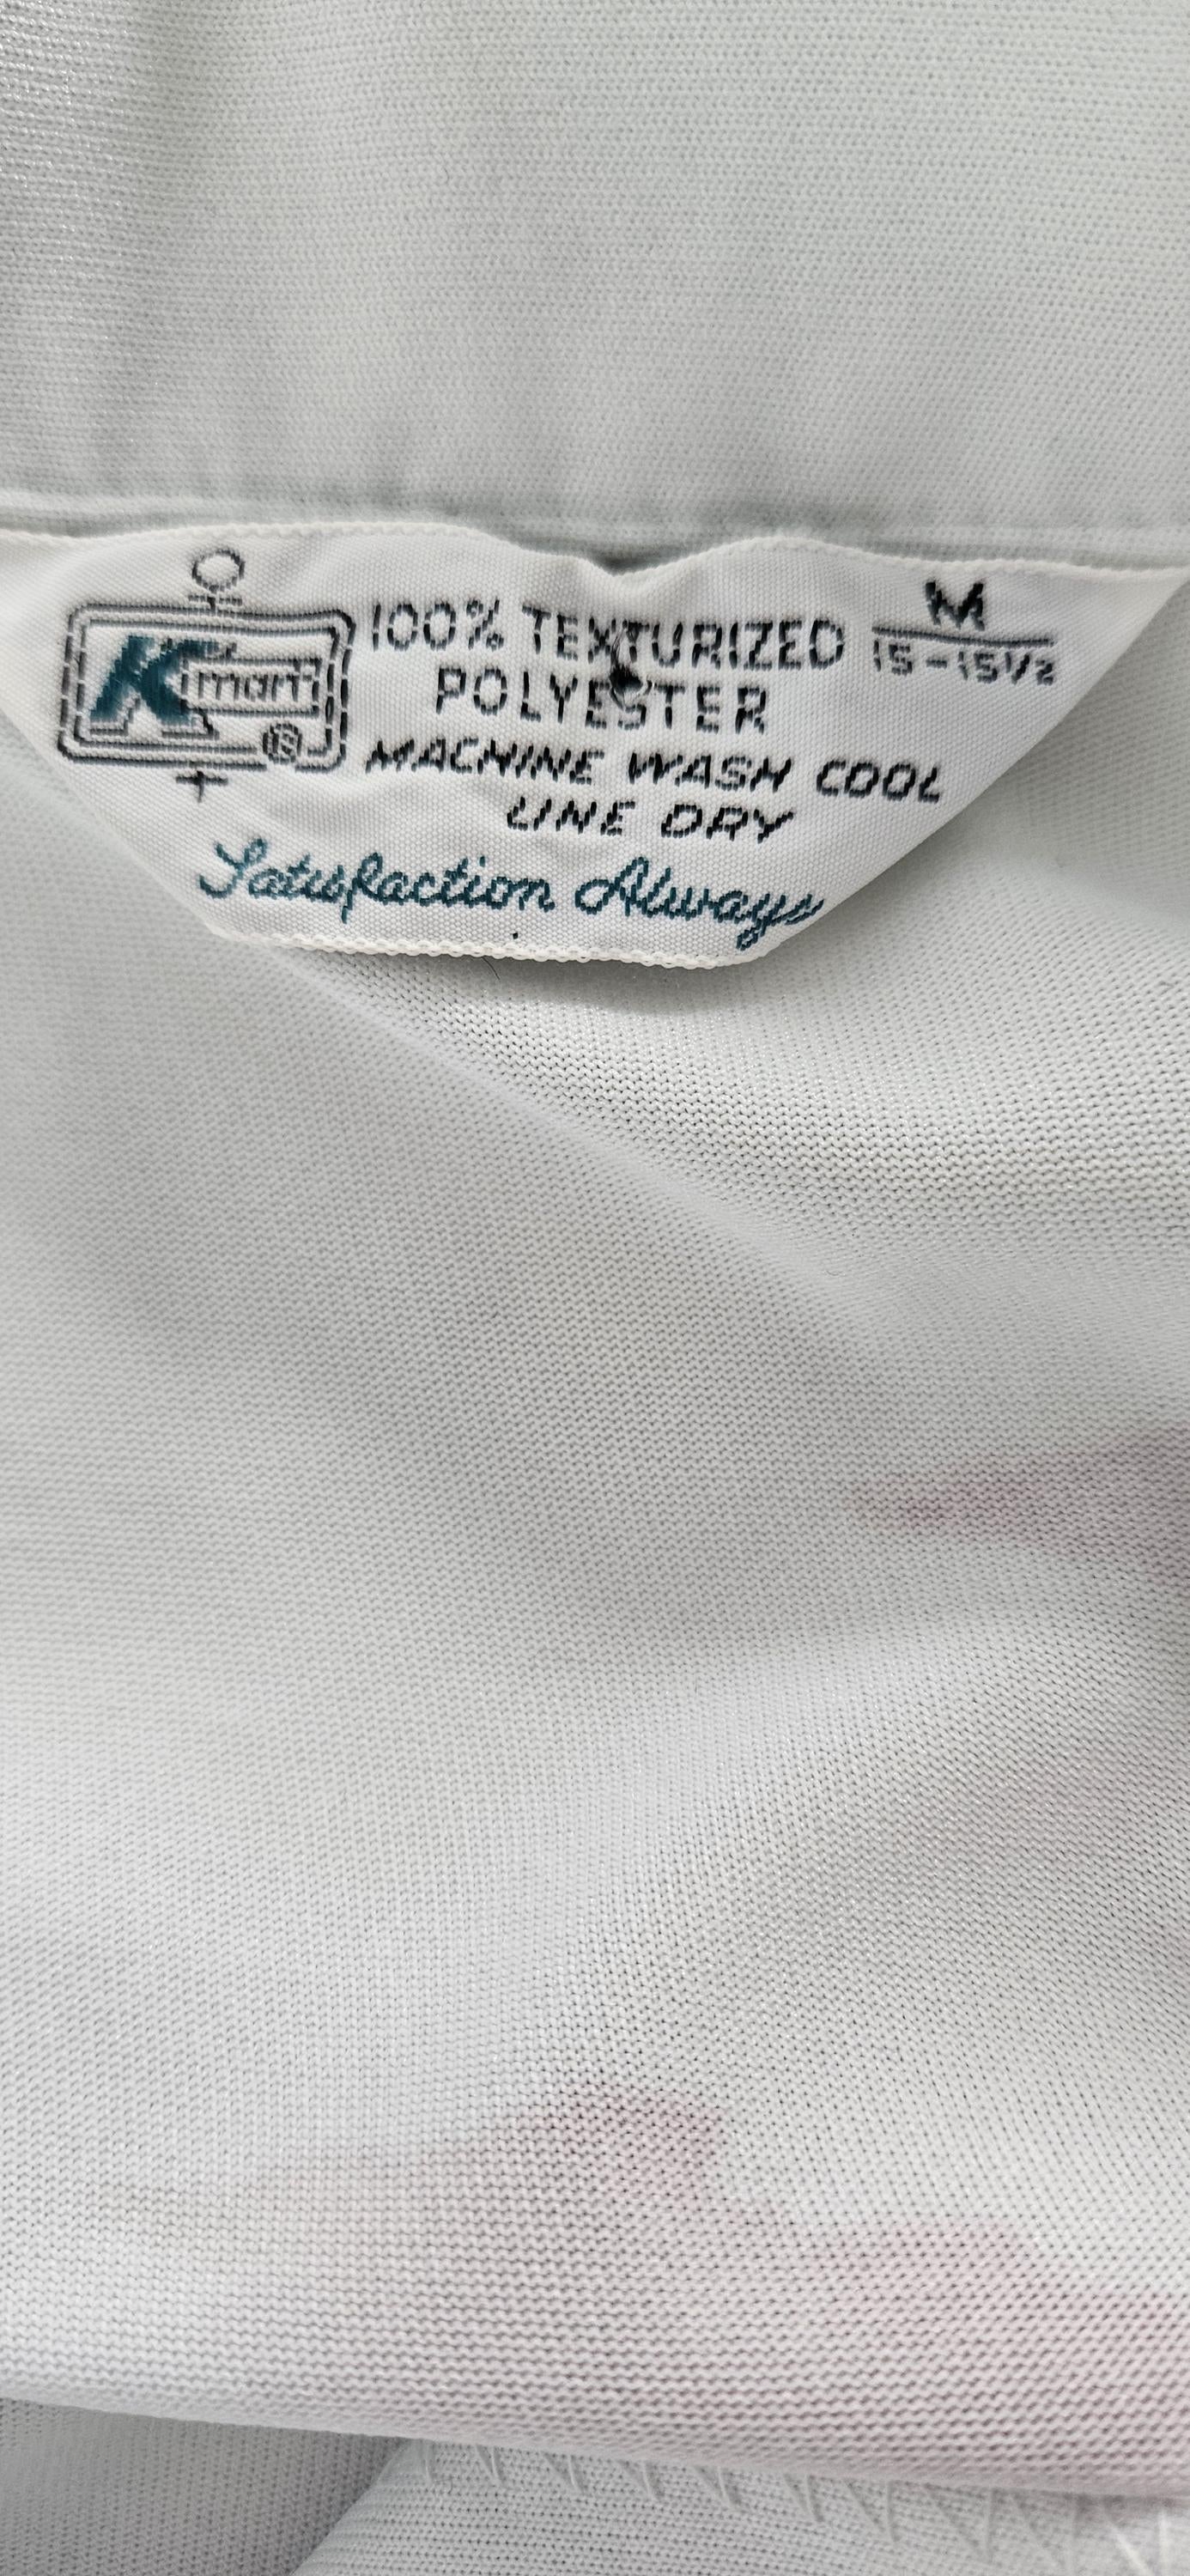 Kmart ®
100% TEXTURIZED
POLYESTER
MACHINE WASH COOL
LINE DRY
M
15-15½
Satisfaction Always